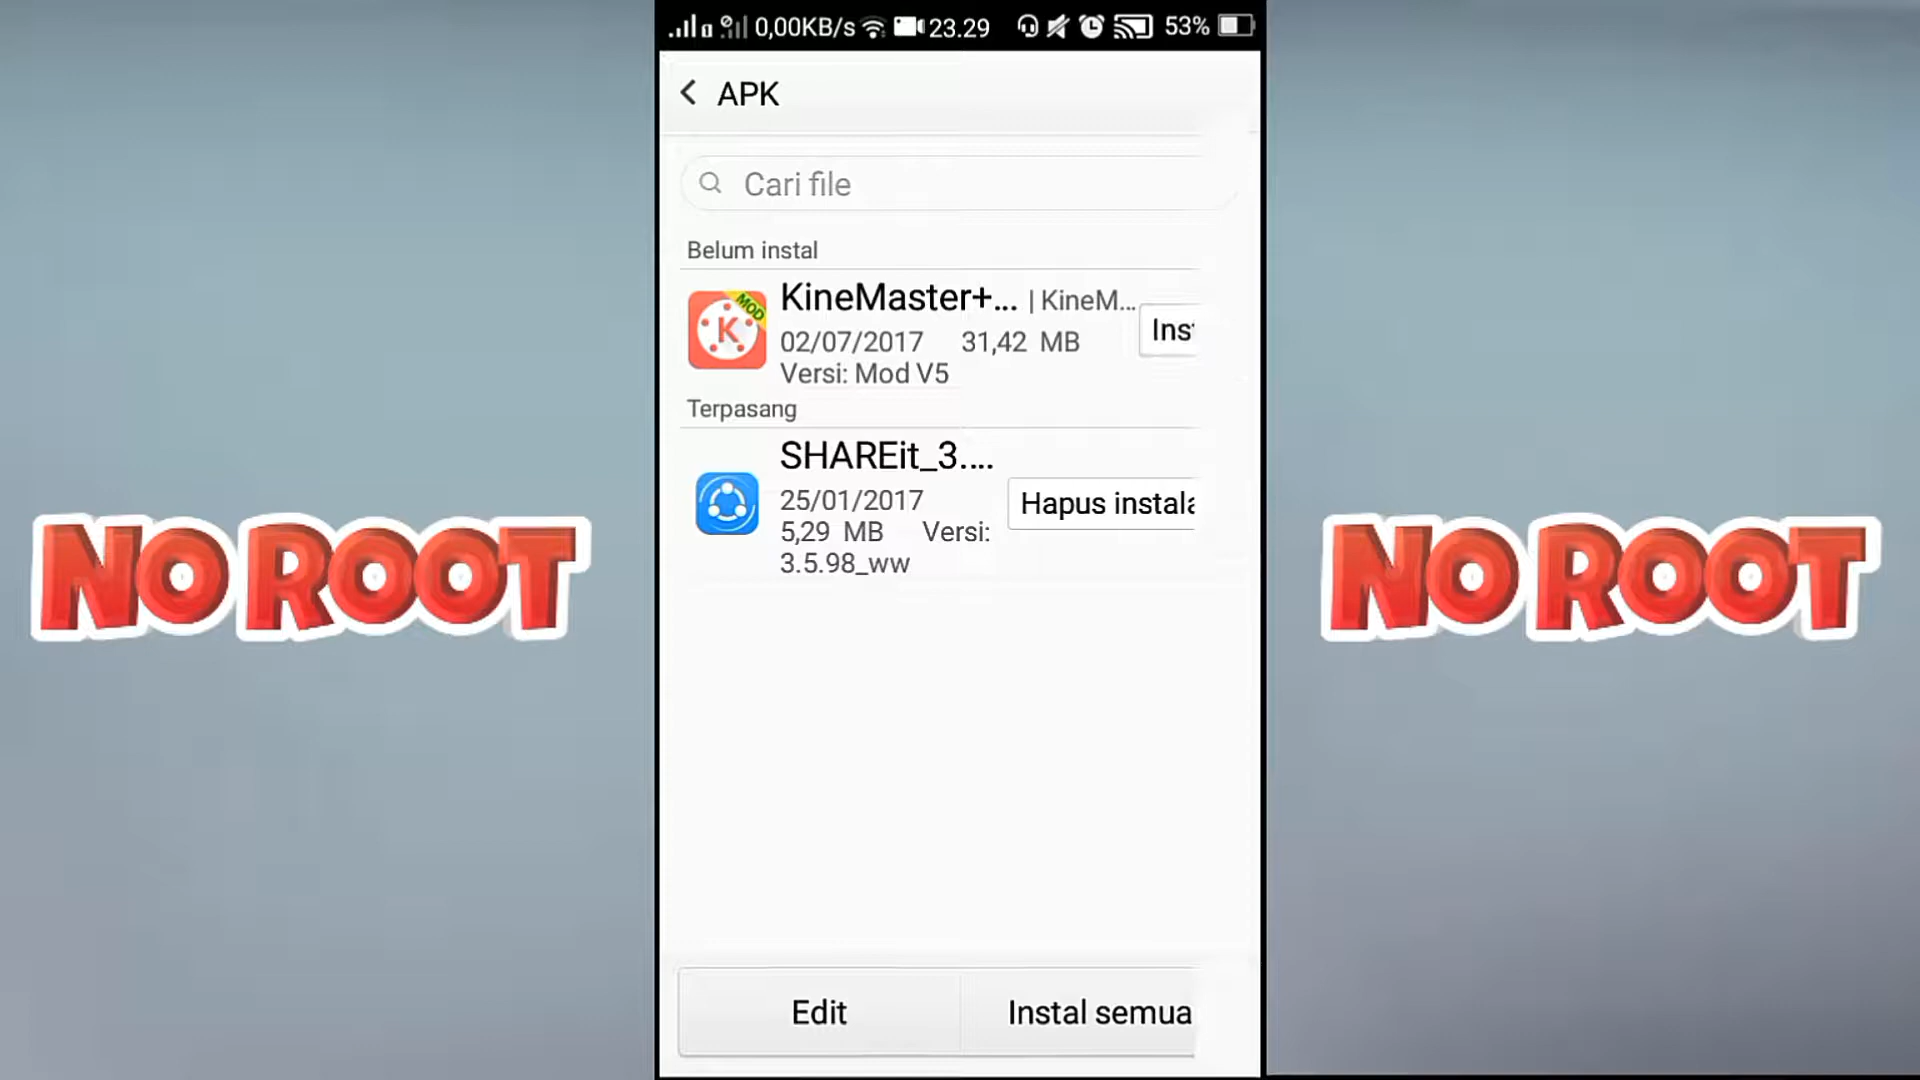 0,00KB/s 23.29 53%
APK
Cari file
Belum instal
KineMaster+... | KineM...
MOD
K
02/07/2017 31,42 MB
Inst
Versi: Mod V5
Terpasang
SHAREit_3....
25/01/2017
Hapus instala
5,29 MB Versi:
3.5.98_ww
NO ROOT
NO ROOT
Edit
Instal semua